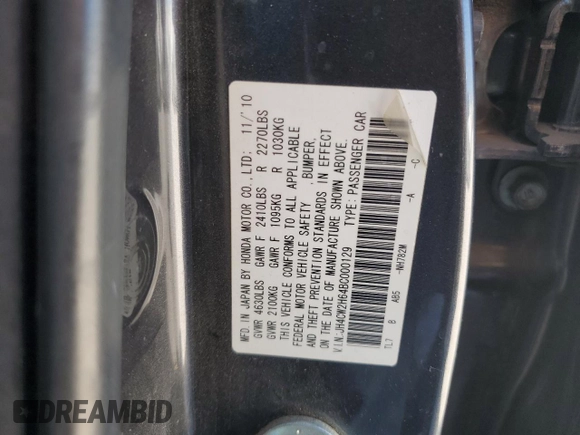 MFD. IN JAPAN BY HONDA MOTOR CO., LTD: 11/'10
GVWR 4630LBS GAWR F 2410LBS R 2270LBS
GVWR 2100KG GAWR F 1095KG R 1030KG
THIS VEHICLE CONFORMS TO ALL APPLICABLE
FEDERAL MOTOR VEHICLE SAFETY , BUMPER,
AND THEFT PREVENTION STANDARDS IN EFFECT
ON THE DATE OF MANUFACTURE SHOWN ABOVE.
V.I.N.:JH4CW2H64BC000129 TYPE: PASSENGER CAR
TL7 B AB5 -NH782M -A -C
DREAMBID